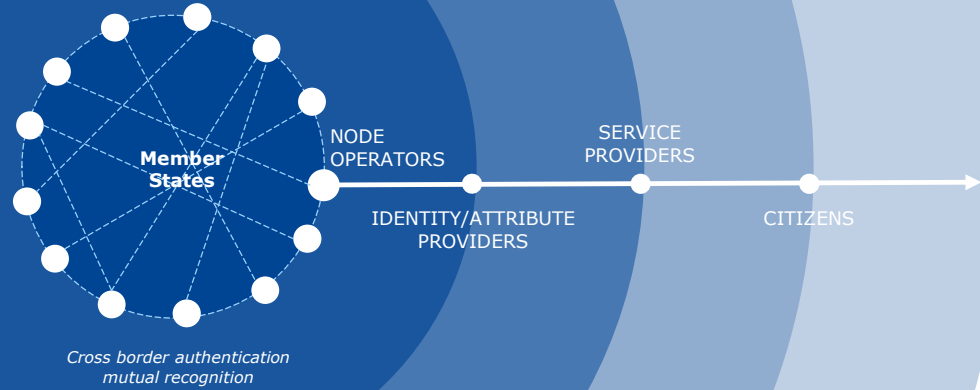 Member
States
NODE
OPERATORS
IDENTITY/ATTRIBUTE
PROVIDERS
SERVICE
PROVIDERS
CITIZENS
Cross border authentication
mutual recognition